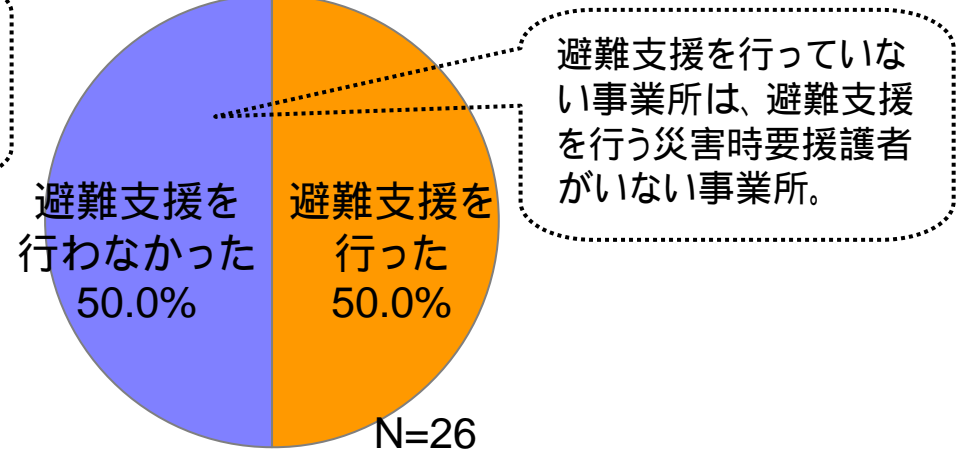 避難支援を行っていな
い事業所は、避難支援
を行う災害時要援護者
がいない事業所。
避難支援を
行わなかった
50.0%
避難支援を
行った
50.0%
N=26